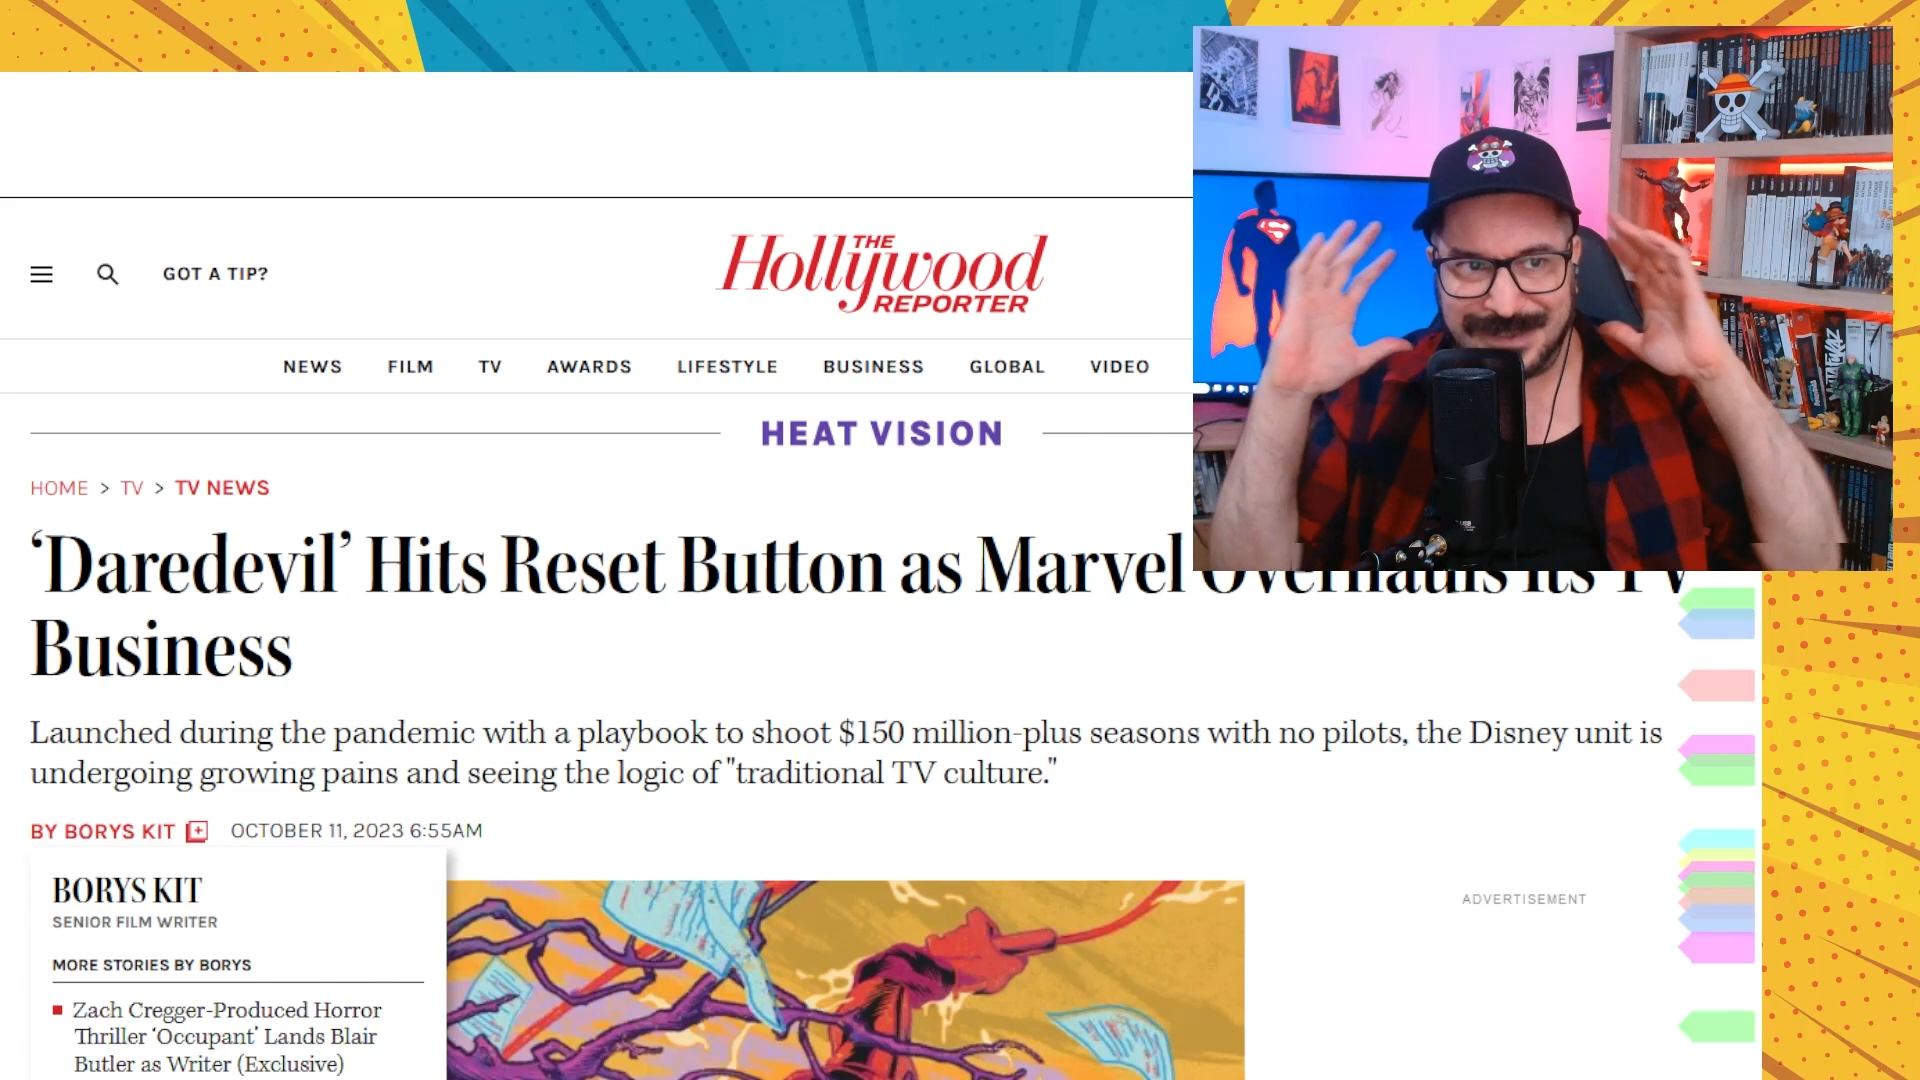 GOT A TIP?
THE
Hollywood
REPORTER
NEWS FILM TV AWARDS LIFESTYLE BUSINESS GLOBAL VIDEO
HEAT VISION
HOME > TV > TV NEWS
‘Daredevil’ Hits Reset Button as Marvel Overhauls Its TV
Business
Launched during the pandemic with a playbook to shoot $150 million-plus seasons with no pilots, the Disney unit is
undergoing growing pains and seeing the logic of "traditional TV culture."
BY BORYS KIT OCTOBER 11, 2023 6:55AM
BORYS KIT
SENIOR FILM WRITER
MORE STORIES BY BORYS
Zach Cregger-Produced Horror
Thriller ‘Occupant’ Lands Blair
Butler as Writer (Exclusive)
ADVERTISEMENT